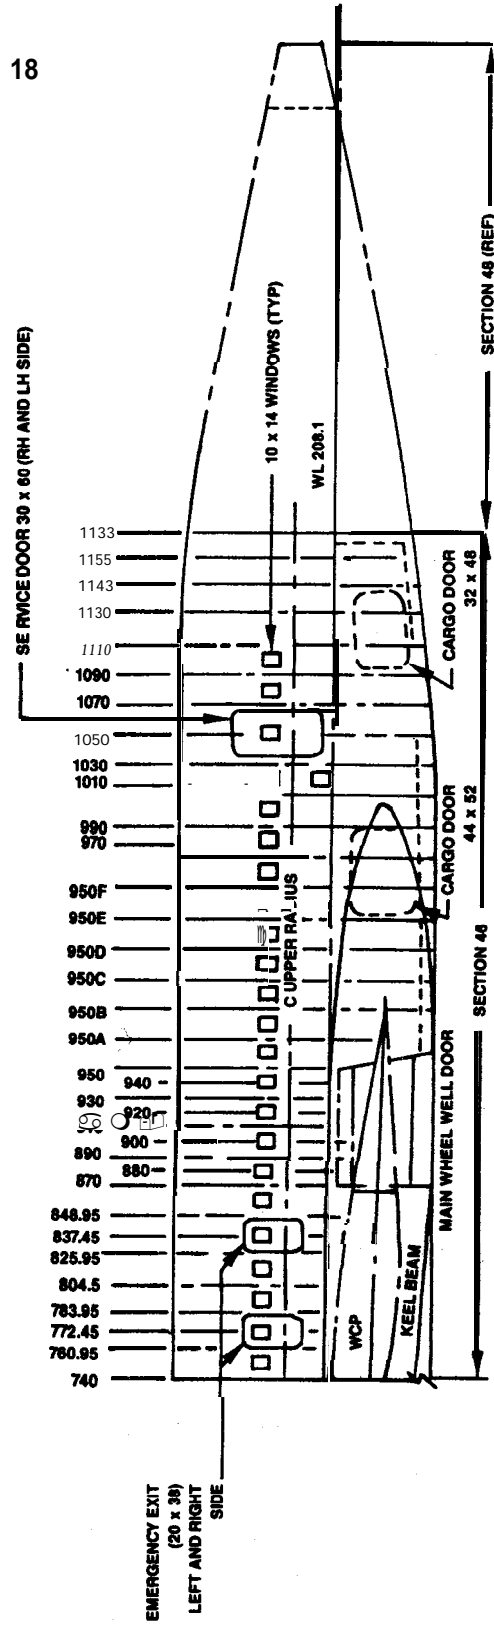 18
SECTION 48 (REF)
10 x 14 WINDOWS (TYP)
SE RVICE DOOR 30 x 60 (RH AND LH SIDE)
WL 208.1
1133
1155
1143
1130
1110
1090
1070
1050
1030
1010
990
970
950F
950E
950D
950C
950B
950A
950
940
930
920
900
890
880
870
848.95
837.45
825.95
804.5
783.95
772.45
760.95
740
CARGO DOOR
32 x 48
CARGO DOOR
44 x 52
C UPPER RA
IUS
SECTION 46
MAIN WHEEL WELL DOOR
KEEL BEAM
WCP
EMERGENCY EXIT
(20 x 38)
LEFT AND RIGHT
SIDE